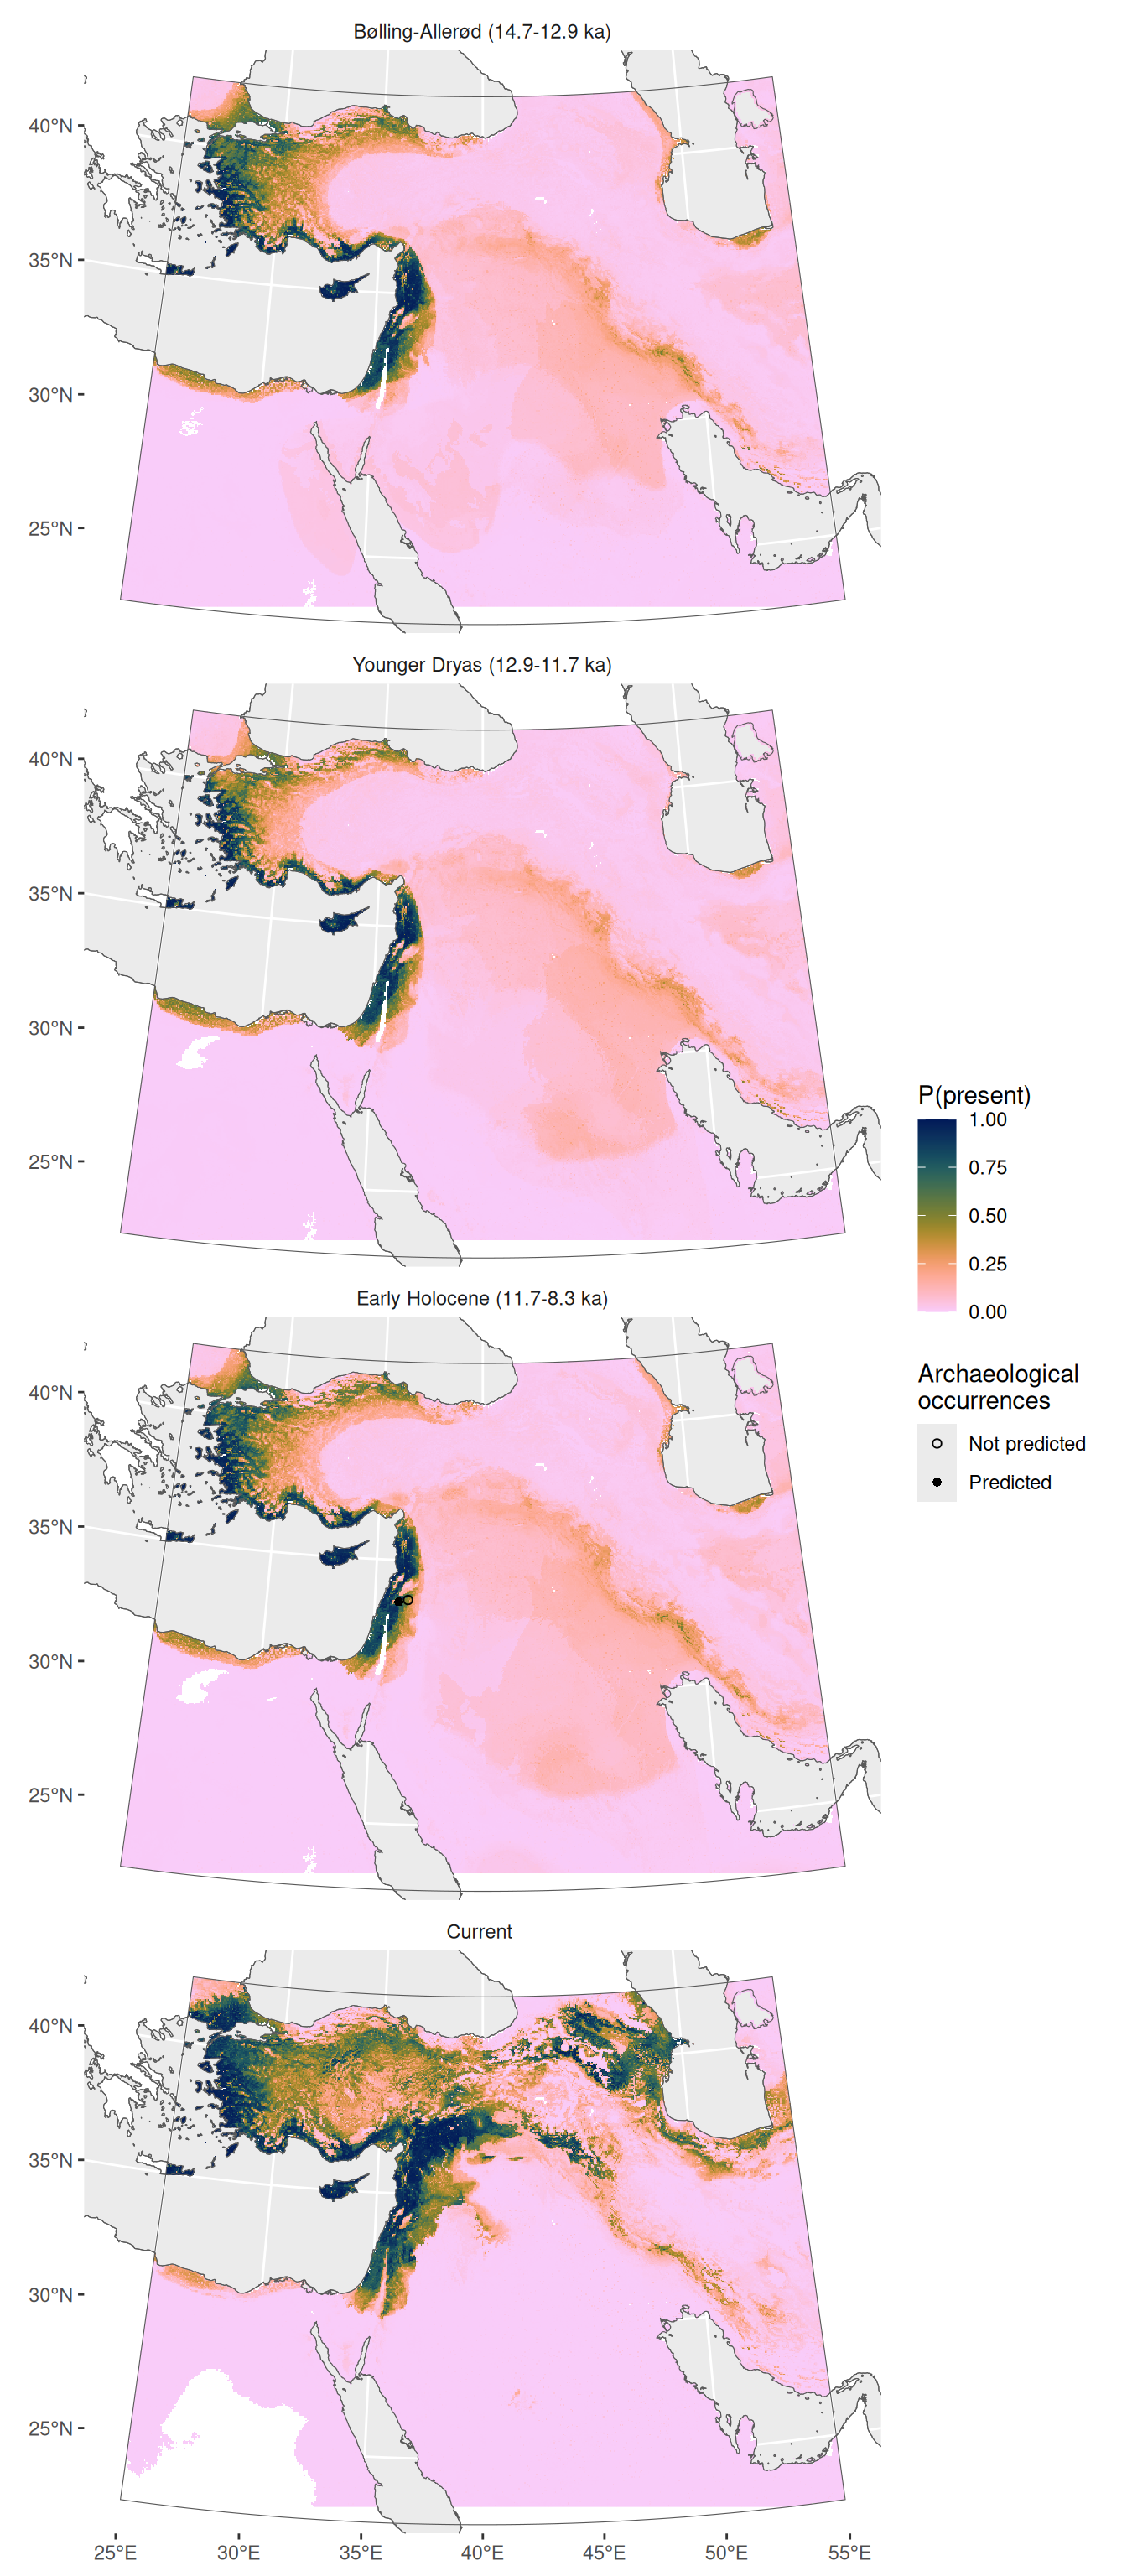 Bølling-Allerød (14.7-12.9 ka)
40°N
35°N
30°N
25°N
Younger Dryas (12.9-11.7 ka)
40°N
35°N
30°N
25°N
P(present)
1.00
0.75
0.50
0.25
0.00
Early Holocene (11.7-8.3 ka)
40°N
35°N
30°N
25°N
Archaeological
occurrences
Not predicted
Predicted
Current
40°N
35°N
30°N
25°N
25°E 30°E 35°E 40°E 45°E 50°E 55°E